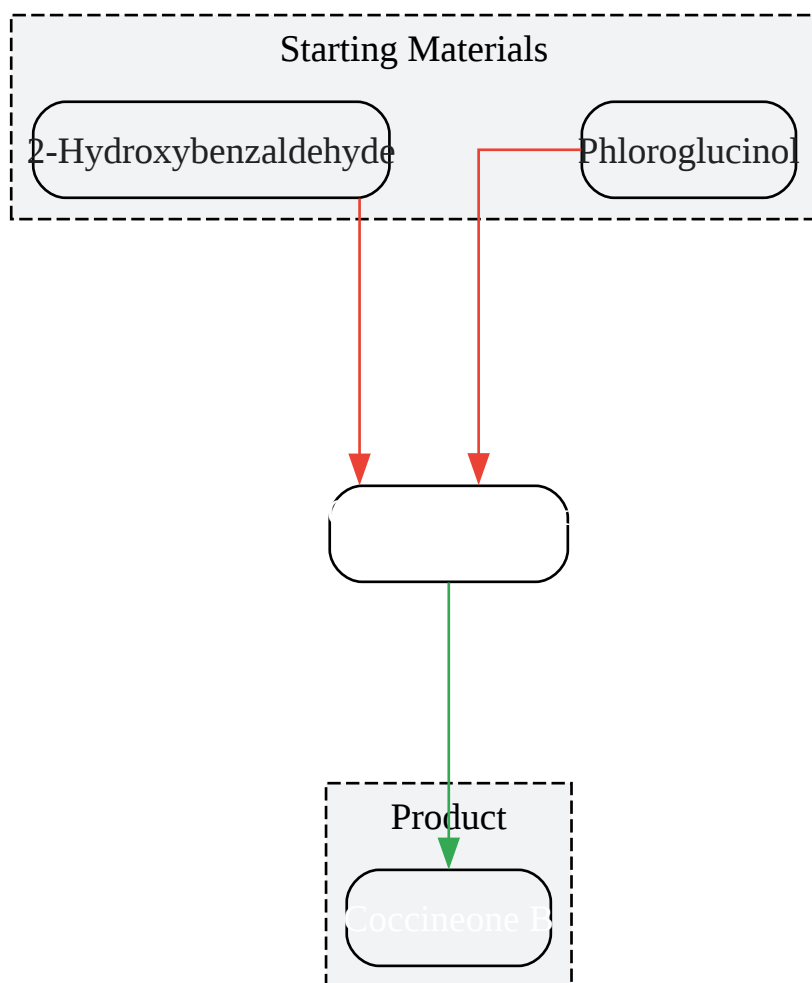 Starting Materials
2-Hydroxybenzaldehyde
Phloroglucinol
Product
Coccineone B